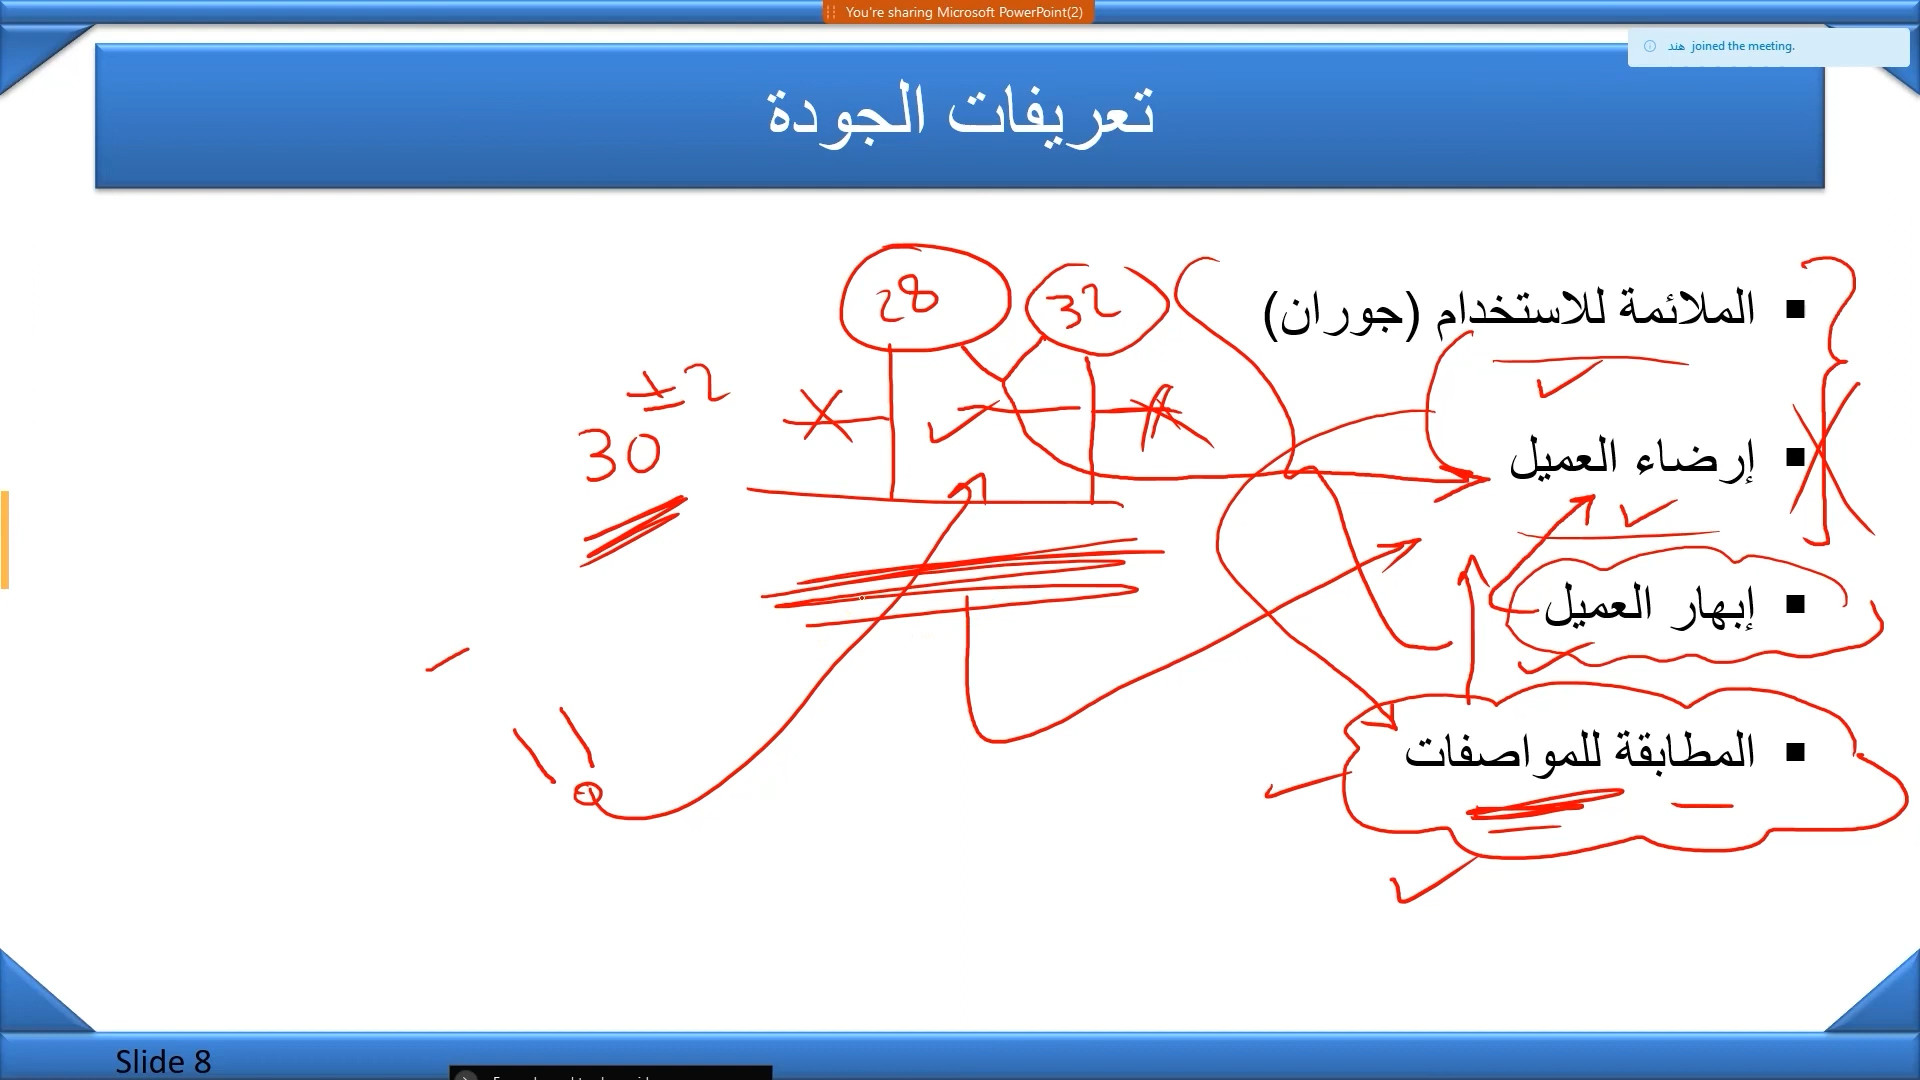 You're sharing Microsoft PowerPoint(2)
هند joined the meeting.
تعريفات الجودة
28
32
▪ الملائمة للاستخدام (جوران)
±2
30
▪ إرضاء العميل
▪ إبهار العميل
▪ المطابقة للمواصفات
Slide 8